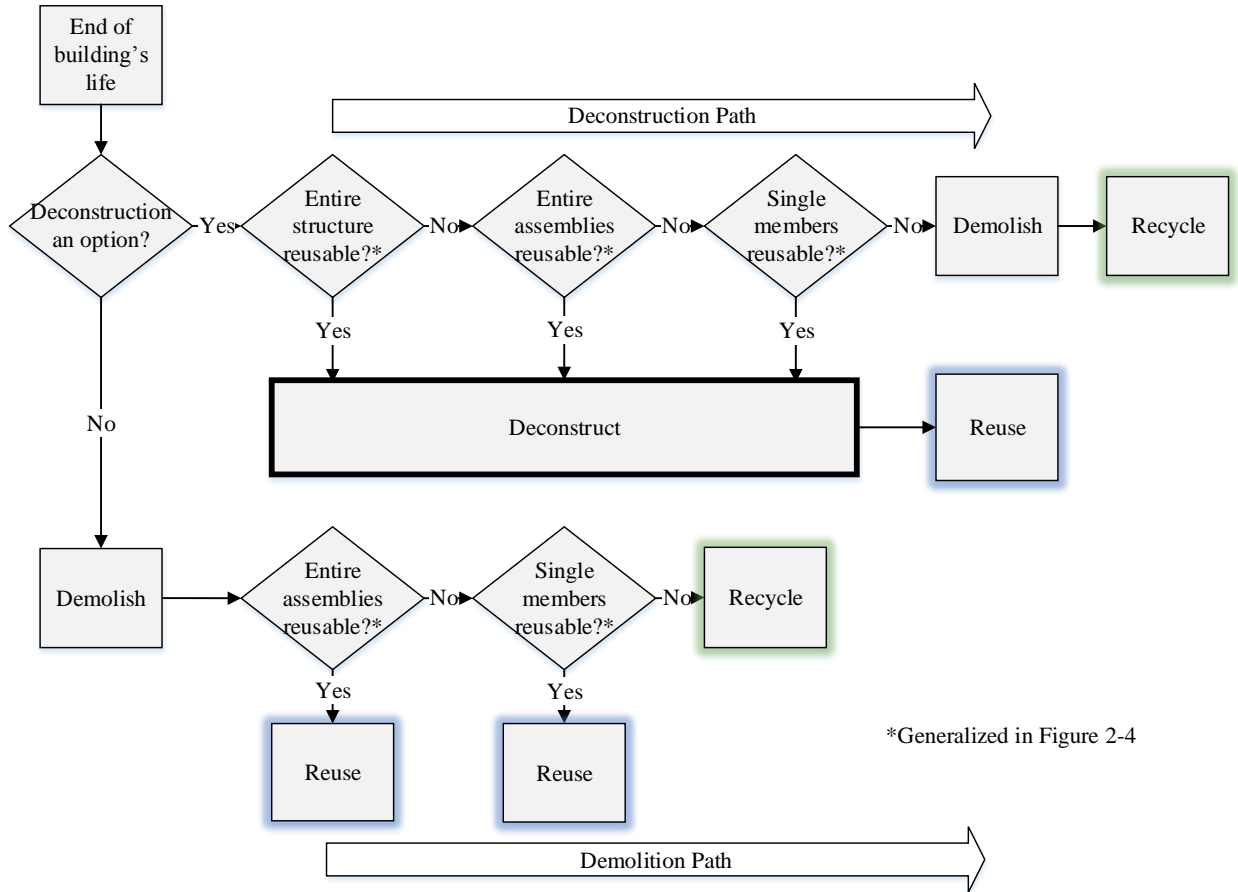 End of
building’s
life
Deconstruction Path
Deconstruction
an option?
Yes
Entire
structure
reusable?*
No
Entire
assemblies
reusable?*
No
Single
members
reusable?*
No
Demolish
Recycle
Yes
Yes
Yes
No
Deconstruct
Reuse
Demolish
Entire
assemblies
reusable?*
No
Single
members
reusable?*
No
Recycle
Yes
Yes
Reuse
Reuse
*Generalized in Figure 2-4
Demolition Path